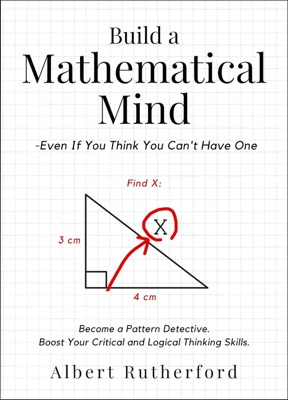 Build a
Mathematical
Mind
-Even If You Think You Can't Have One
Find X:
X
3 cm
4 cm
Become a Pattern Detective.
Boost Your Critical and Logical Thinking Skills.
Albert Rutherford